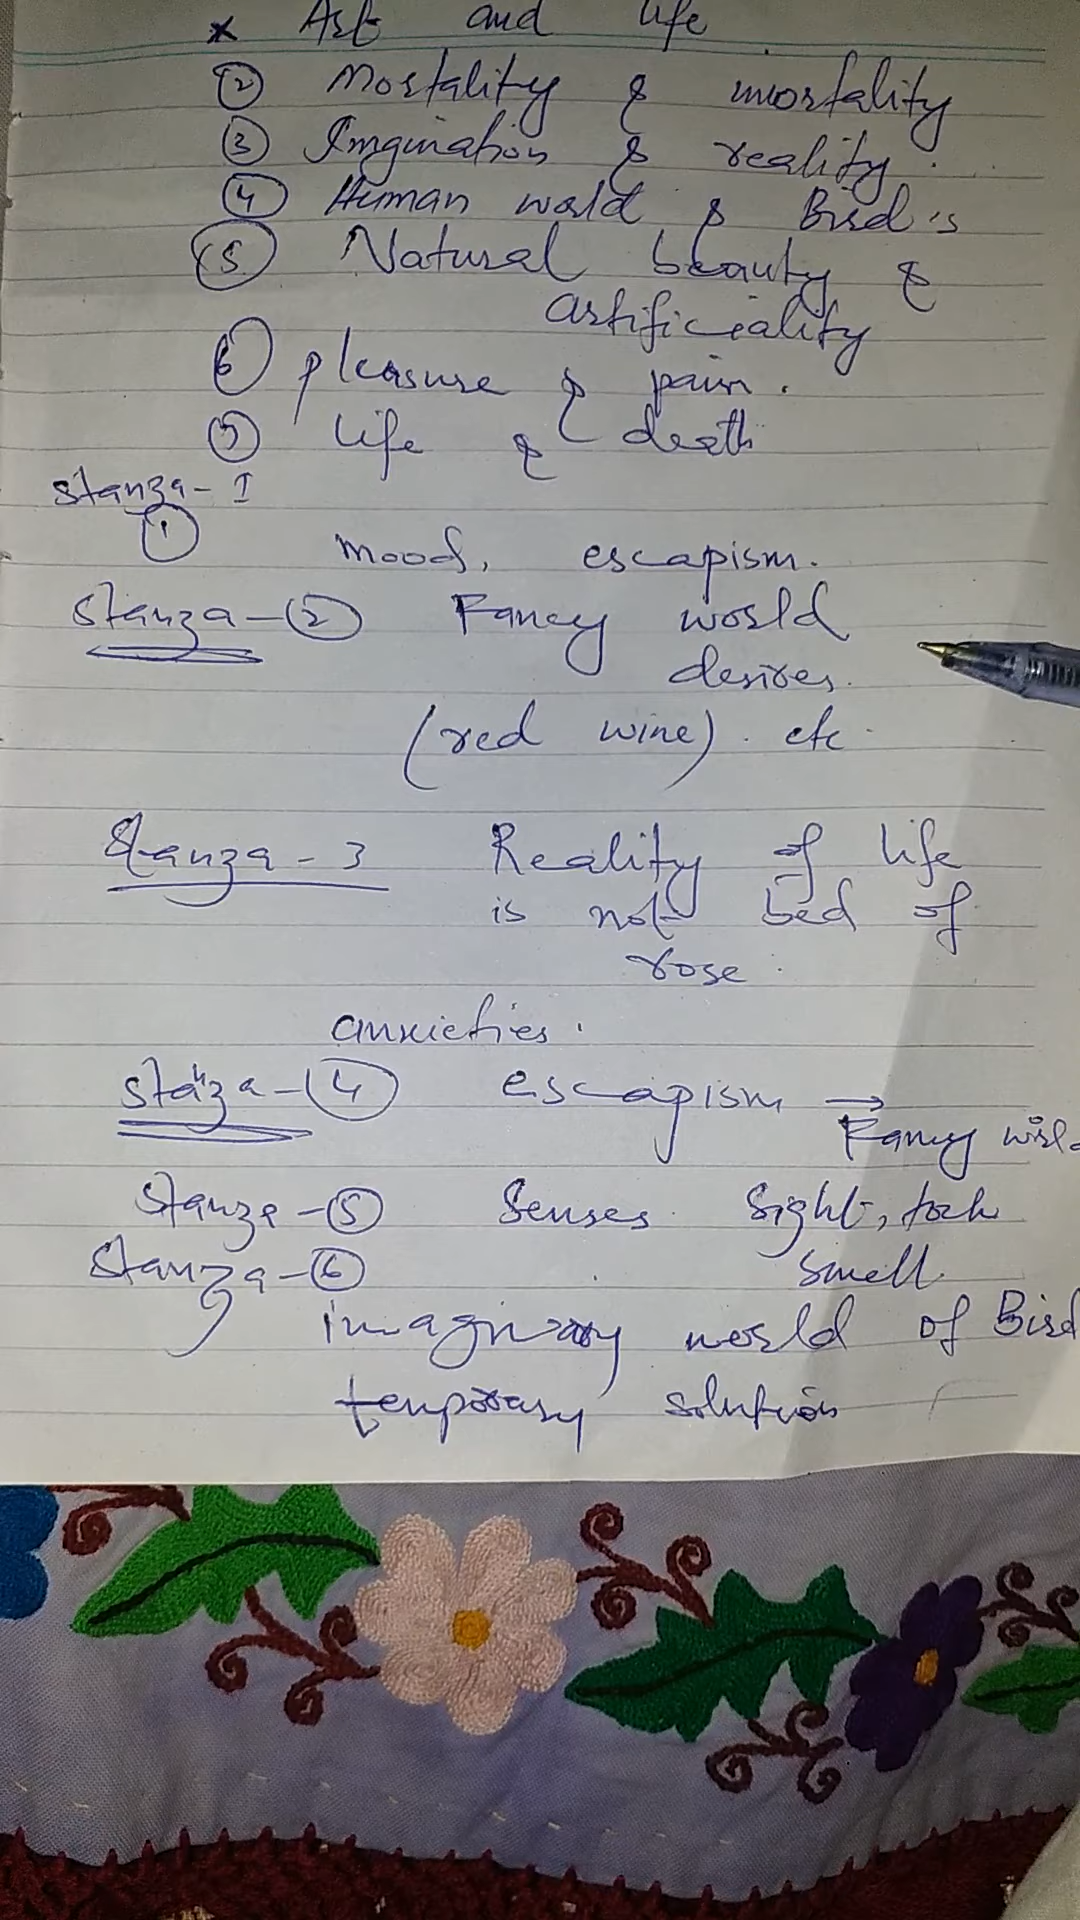 * Art and life
② Mortality & imortality
③ Imgination & reality.
④ Human world & Bird's
⑤ Natural beauty &
artificiality
⑥ pleasure & pain.
⑦ life & death
Stanza- I
① mood, escapism.
Stanza-② Fancy world
desires.
(red wine). etc.
Stanza-3 Reality of life
is not bed of
rose.
anxieties.
Stanza-④ escapism →
Fancy world
Stanza-⑤ Senses. Sight,
Stanza-⑥ smell
imaginary world of Bird
temporary solution